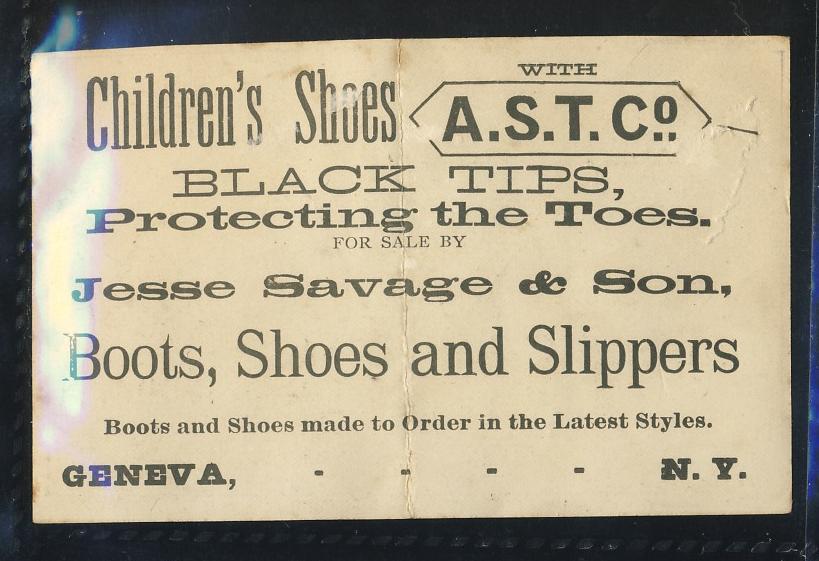 Children's Shoes
WITH
A.S.T. Co.
BLACK TIPS,
Protecting the Toes.
FOR SALE BY
Jesse Savage & Son,
Boots, Shoes and Slippers
Boots and Shoes made to Order in the Latest Styles.
GENEVA, - - - - N. Y.